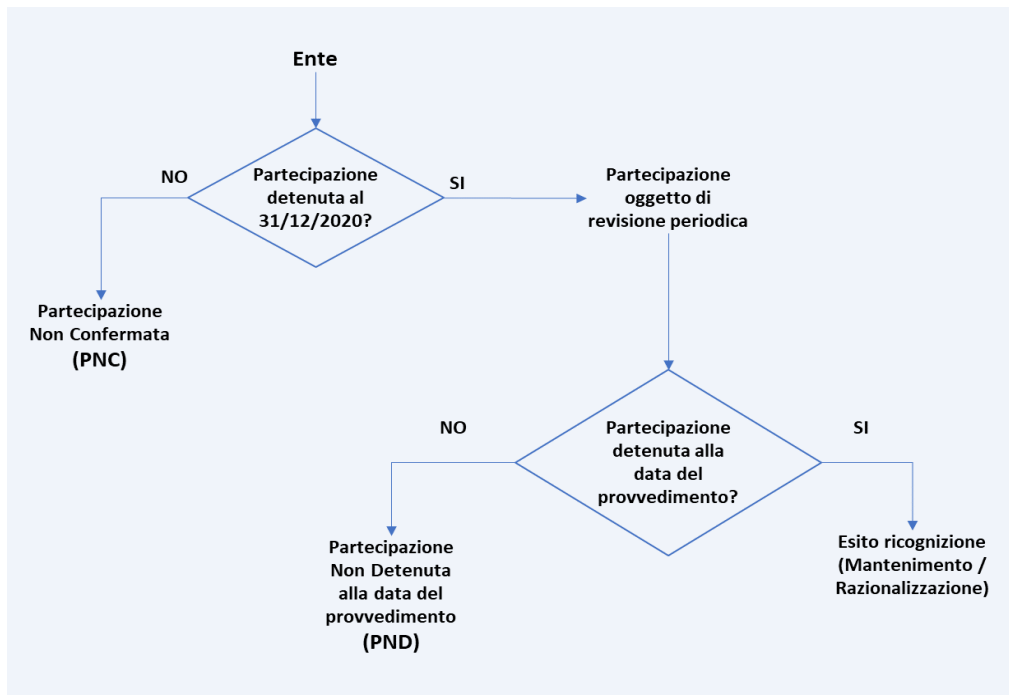 Ente
NO
Partecipazione
detenuta al
31/12/2020?
SI
Partecipazione
oggetto di
revisione periodica
Partecipazione
Non Confermata
(PNC)
NO
Partecipazione
detenuta alla
data del
provvedimento?
SI
Partecipazione
Non Detenuta
alla data del
provvedimento
(PND)
Esito ricognizione
(Mantenimento /
Razionalizzazione)